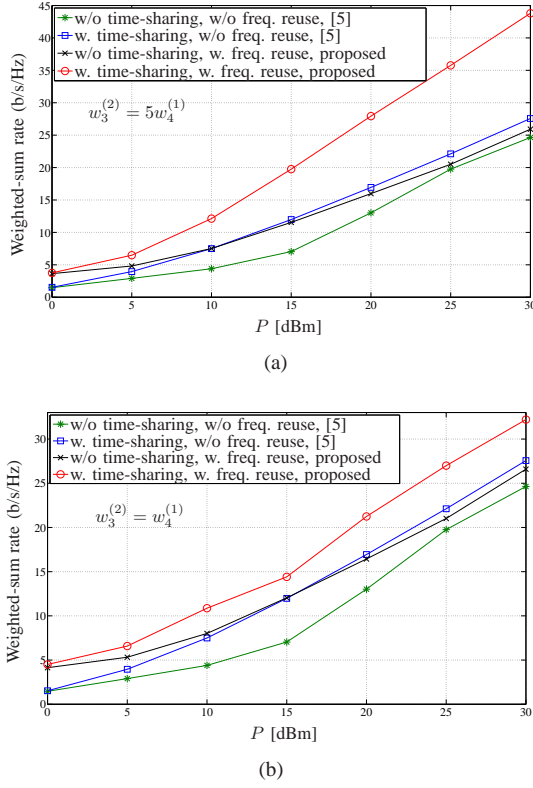 45
40
35
30
25
20
15
10
5
0
w/o time-sharing, w/o freq. reuse, [5]
w. time-sharing, w/o freq. reuse, [5]
w/o time-sharing, w. freq. reuse, proposed
w. time-sharing, w. freq. reuse, proposed
w_3^{(2)} = 5w_4^{(1)}
Weighted-sum rate (b/s/Hz)
0 5 10 15 20 25 30
P [dBm]
(a)
30
25
20
15
10
5
0
w/o time-sharing, w/o freq. reuse, [5]
w. time-sharing, w/o freq. reuse, [5]
w/o time-sharing, w. freq. reuse, proposed
w. time-sharing, w. freq. reuse, proposed
w_3^{(2)} = w_4^{(1)}
Weighted-sum rate (b/s/Hz)
0 5 10 15 20 25 30
P [dBm]
(b)